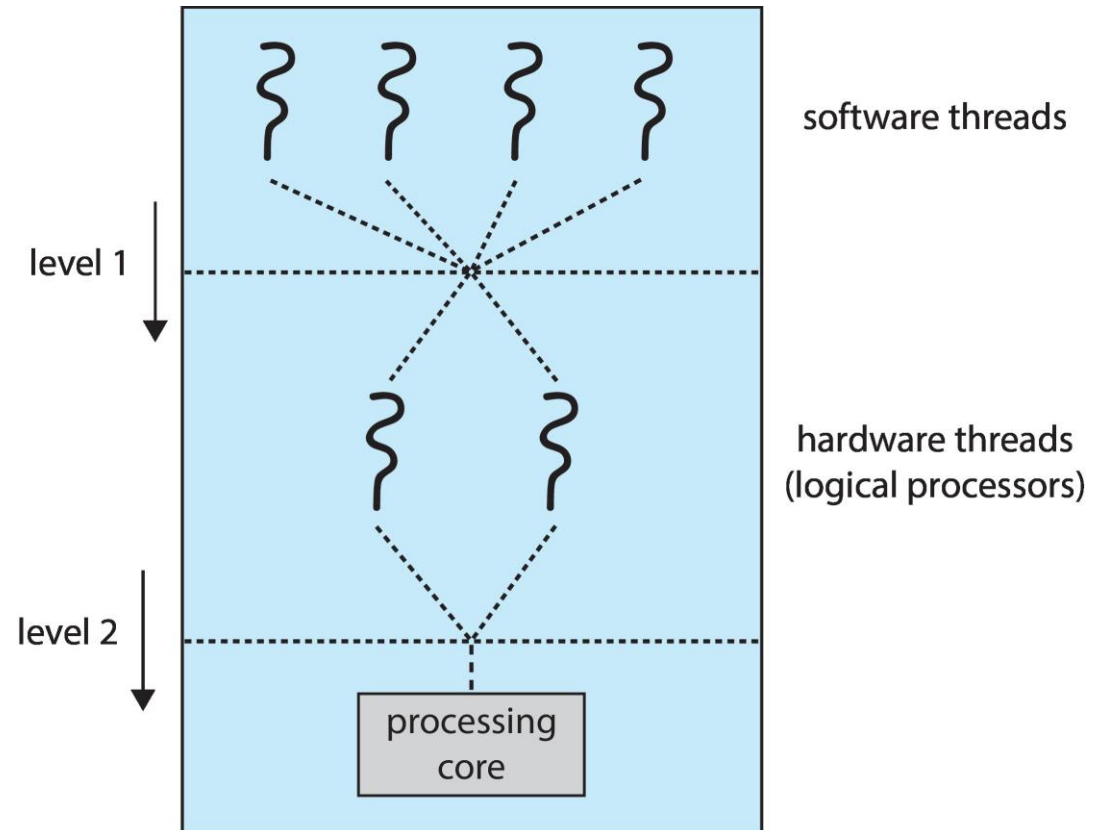 software threads
level 1
hardware threads
(logical processors)
level 2
processing
core